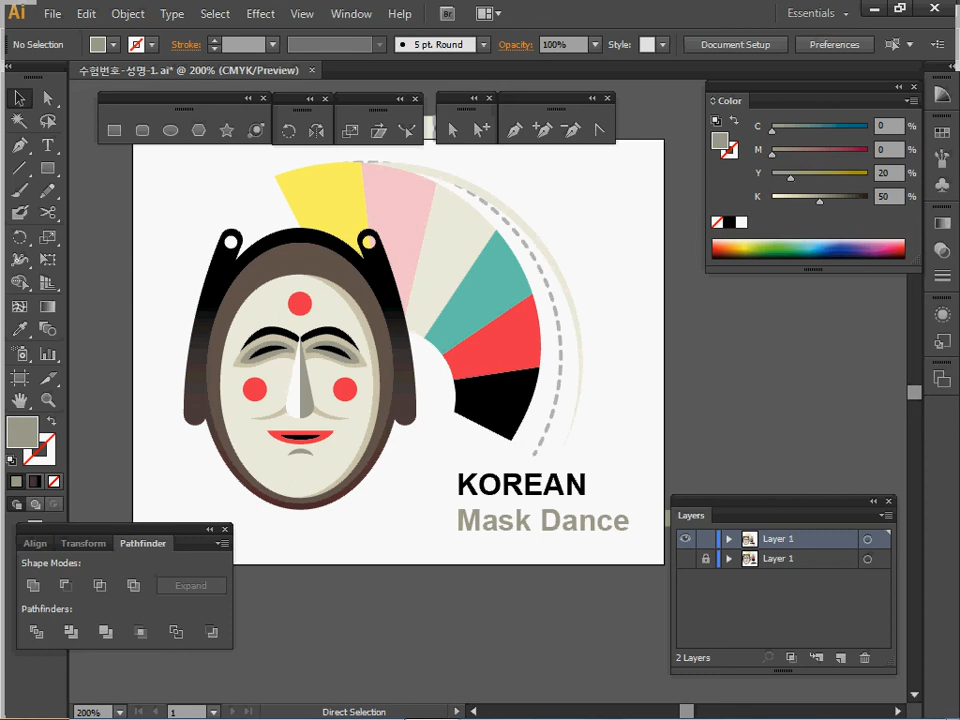 Ai File Edit Object Type Select Effect View Window Help Br Essentials
No Selection Stroke: 5 pt. Round Opacity: 100% Style: Document Setup Preferences
수험번호-성명-1.ai* @ 200% (CMYK/Preview)
Color
C 0 %
M 0 %
Y 20 %
K 50 %
KOREAN
Mask Dance
Layers
Layer 1
Layer 1
2 Layers
Align Transform Pathfinder
Shape Modes:
Expand
Pathfinders:
200% 1 Direct Selection